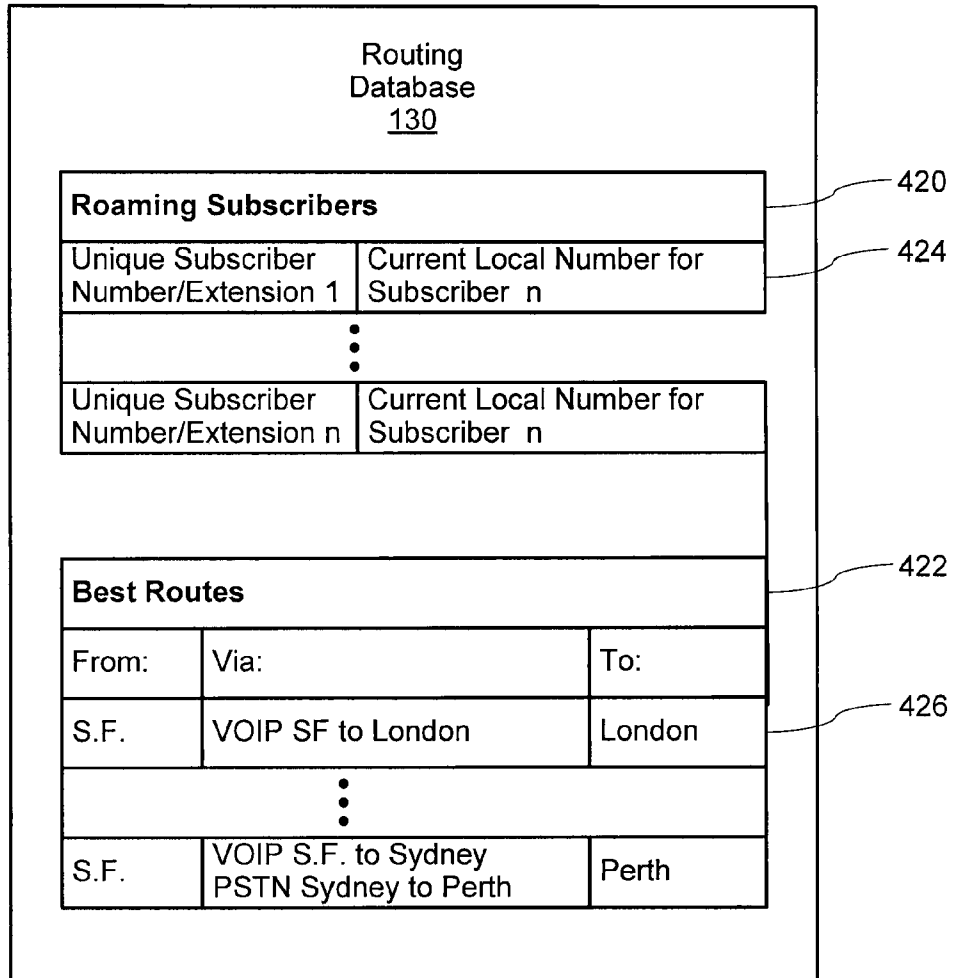 Routing
Database
130
Roaming Subscribers
420
Unique Subscriber
Number/Extension 1
Current Local Number for
Subscriber n
424
Unique Subscriber
Number/Extension n
Current Local Number for
Subscriber n
Best Routes
422
From:
Via:
To:
S.F.
VOIP SF to London
London
426
S.F.
VOIP S.F. to Sydney
PSTN Sydney to Perth
Perth